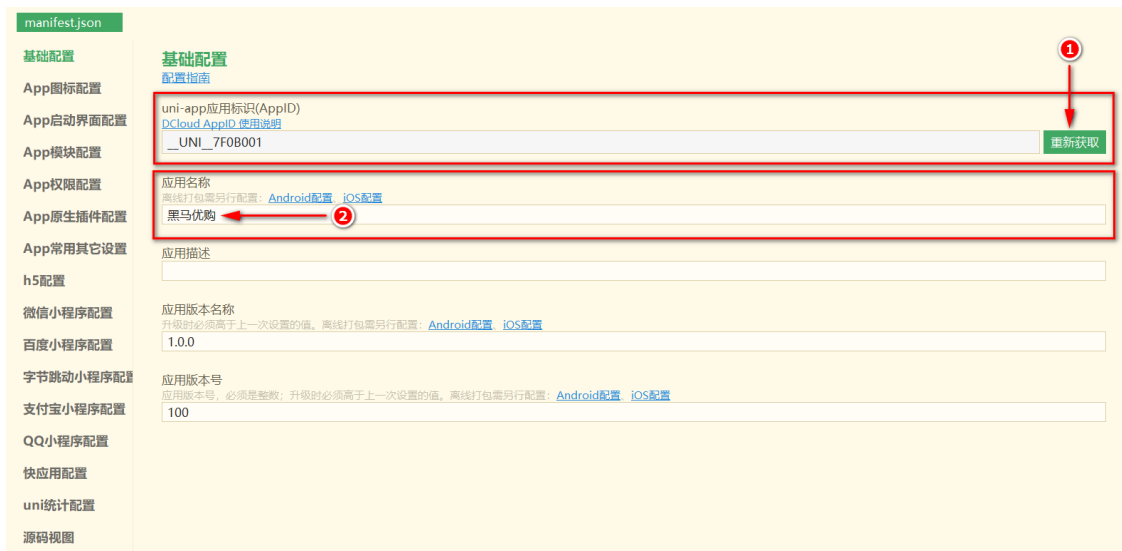 manifest.json
基础配置
App图标配置
App启动界面配置
App模块配置
App权限配置
App原生插件配置
App常用其它设置
h5配置
微信小程序配置
百度小程序配置
字节跳动小程序配置
支付宝小程序配置
QQ小程序配置
快应用配置
uni统计配置
源码视图
基础配置
配置指南
1
uni-app应用标识(AppID)
DCloud AppID 使用说明
__UNI__7F0B001
重新获取
应用名称
离线打包需另行配置：Android配置、iOS配置
黑马优购
2
应用描述
应用版本名称
升级时必须高于上一次设置的值。离线打包需另行配置：Android配置、iOS配置
1.0.0
应用版本号
应用版本号，必须是整数；升级时必须高于上一次设置的值。离线打包需另行配置：Android配置、iOS配置
100